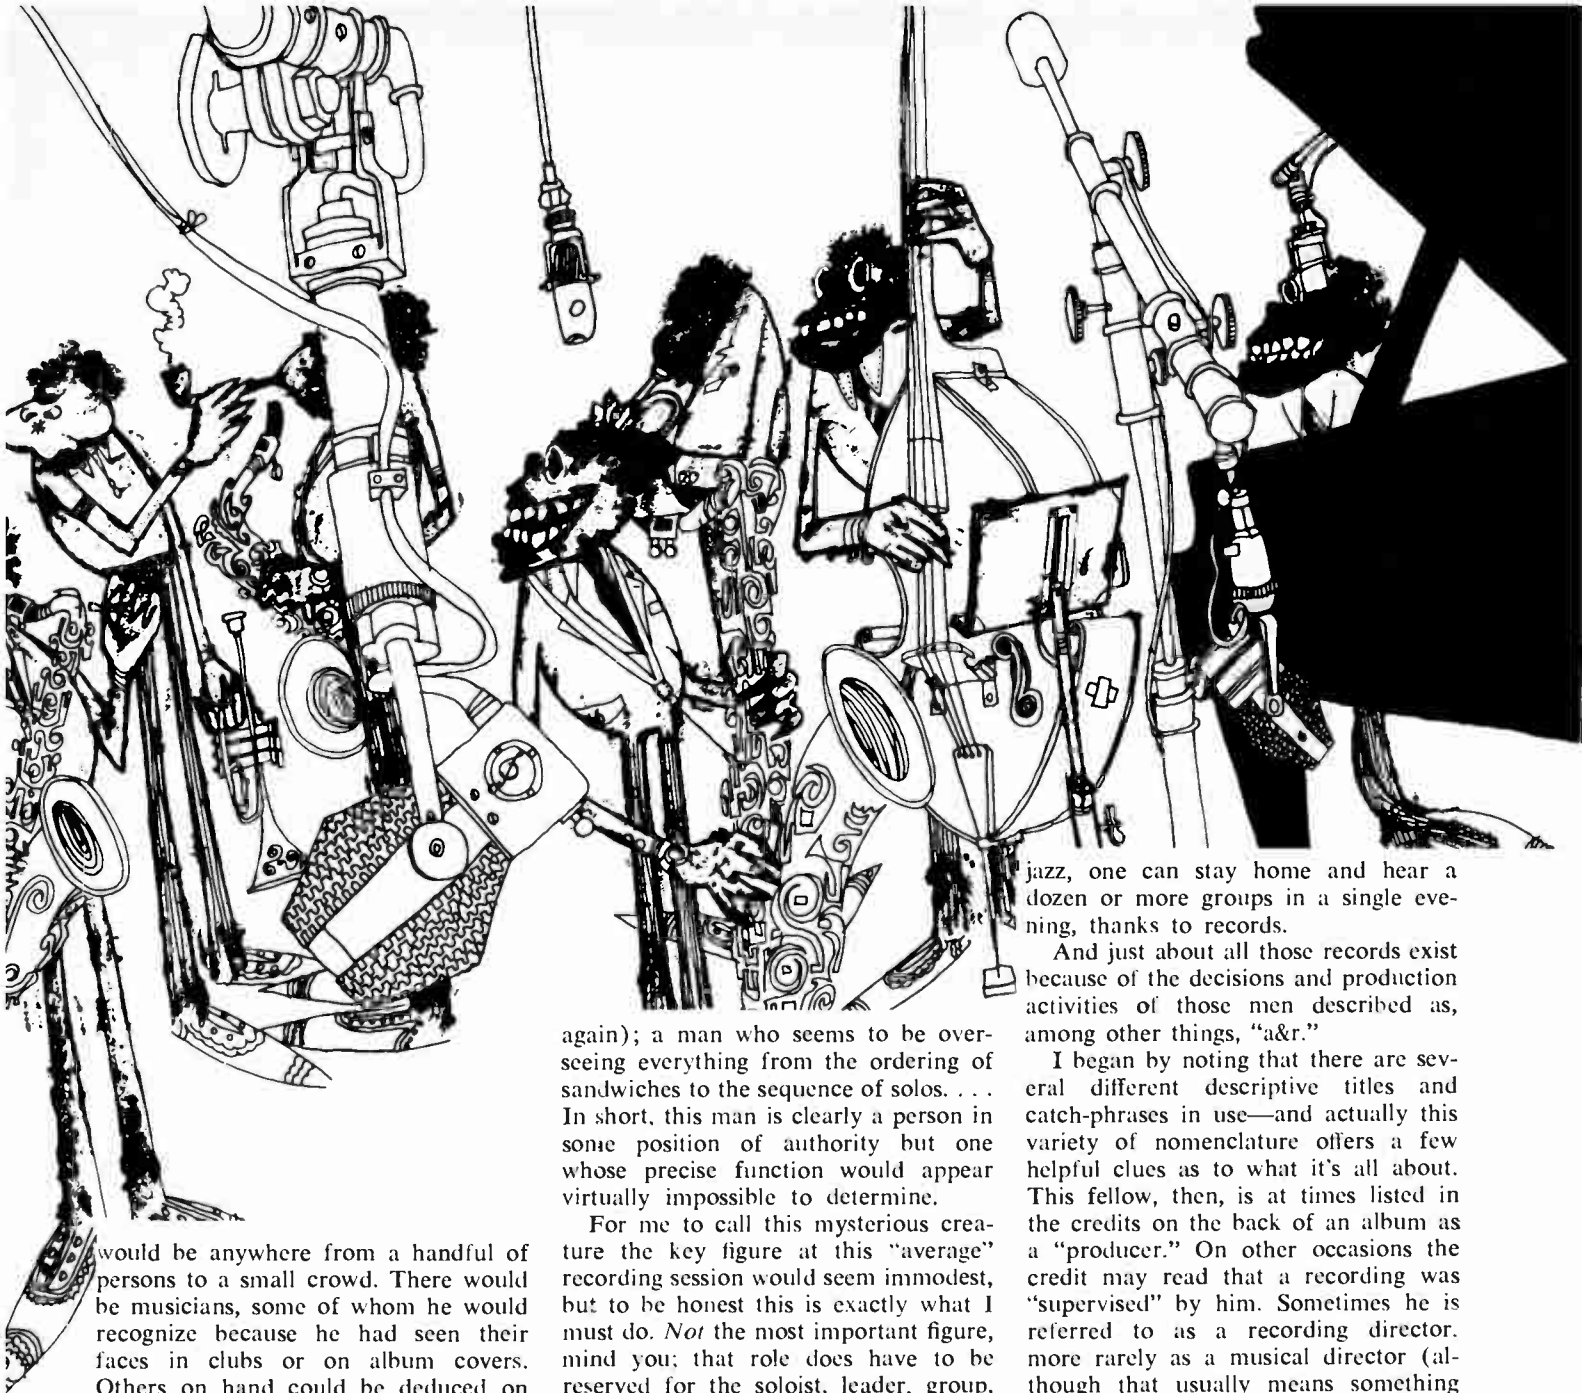 would be anywhere from a handful of
persons to a small crowd. There would
be musicians, some of whom he would
recognize because he had seen their
faces in clubs or on album covers.
Others on hand could be deduced on
again); a man who seems to be over-
seeing everything from the ordering of
sandwiches to the sequence of solos. . . .
In short, this man is clearly a person in
some position of authority but one
whose precise function would appear
virtually impossible to determine.
For me to call this mysterious crea-
ture the key figure at this "average"
recording session would seem immodest,
but to be honest this is exactly what I
must do. Not the most important figure,
mind you; that role does have to be
reserved for the soloist, leader, group,
jazz, one can stay home and hear a
dozen or more groups in a single eve-
ning, thanks to records.
And just about all those records exist
because of the decisions and production
activities of those men described as,
among other things, "a&r."
I began by noting that there are sev-
eral different descriptive titles and
catch-phrases in use—and actually this
variety of nomenclature offers a few
helpful clues as to what it's all about.
This fellow, then, is at times listed in
the credits on the back of an album as
a "producer." On other occasions the
credit may read that a recording was
"supervised" by him. Sometimes he is
referred to as a recording director,
more rarely as a musical director (al-
though that usually means something